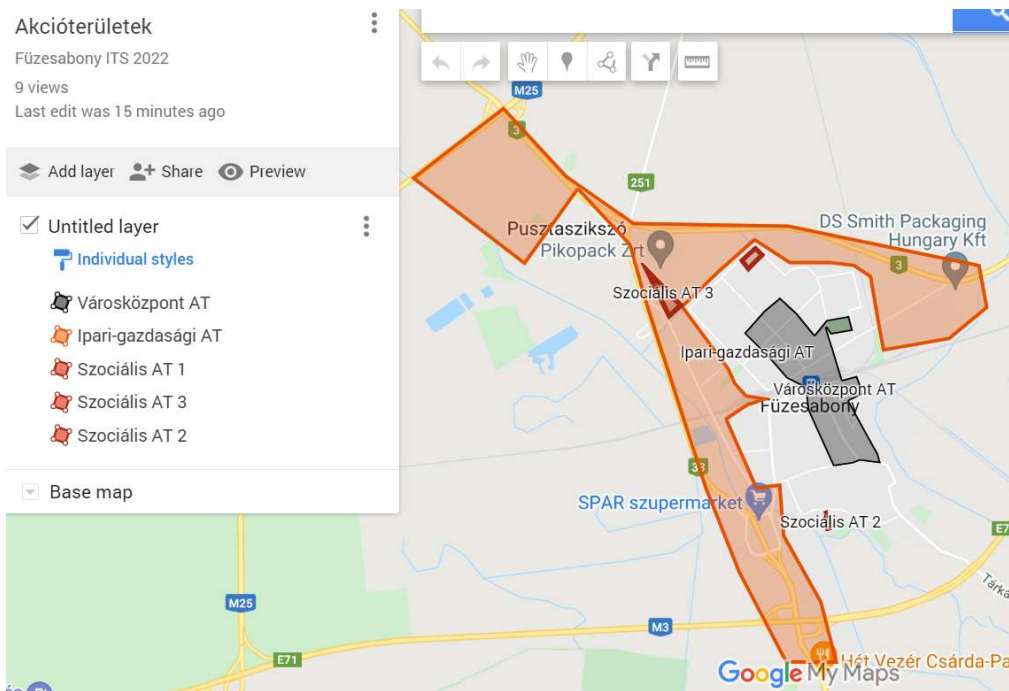 Akcióterületek
Füzesabony ITS 2022
9 views
Last edit was 15 minutes ago
Add layer
Share
Preview
Untitled layer
Individual styles
Városközpont AT
Ipari-gazdasági AT
Szociális AT 1
Szociális AT 3
Szociális AT 2
Base map
M25
3
251
Pusztaszikszó
Pikopack Zrt
DS Smith Packaging
Hungary Kft
3
Szociális AT 3
Ipari-gazdasági AT
Városközpont AT
Füzesabony
33
SPAR szupermarket
Szociális AT 2
E7
Tárka
M25
M3
E71
Hét Vezér Csárda-Pa
Google My Maps